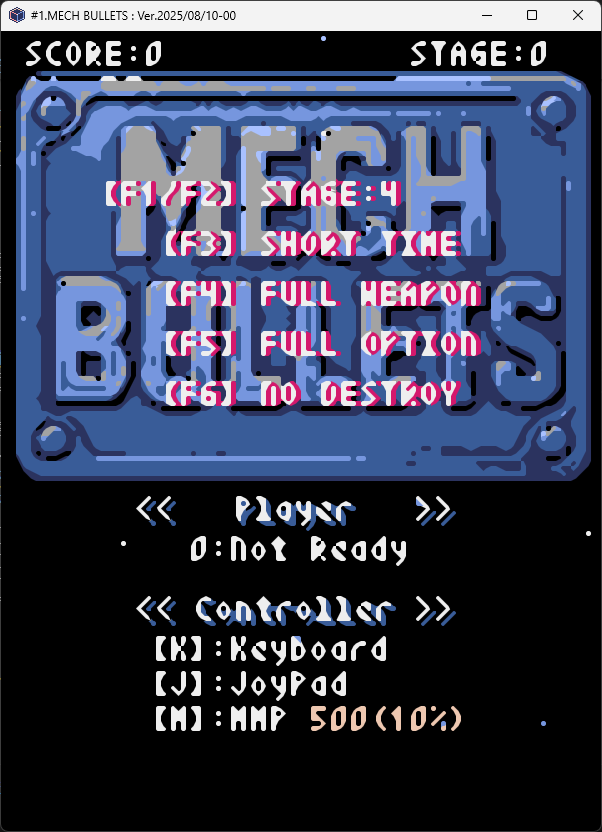 #1.MECH BULLETS : Ver.2025/08/10-00
SCORE:0 STAGE:0
MECH
[F1/F2] STAGE:4
[F3] SHORT TIME
BULLETS
[F4] FULL WEAPON
[F5] FULL OPTION
[F6] NO DESTROY
<< Player >>
0:Not Ready
<< Controller >>
[K]:Keyboard
[J]:JoyPad
[M]:MMP 500(10%)